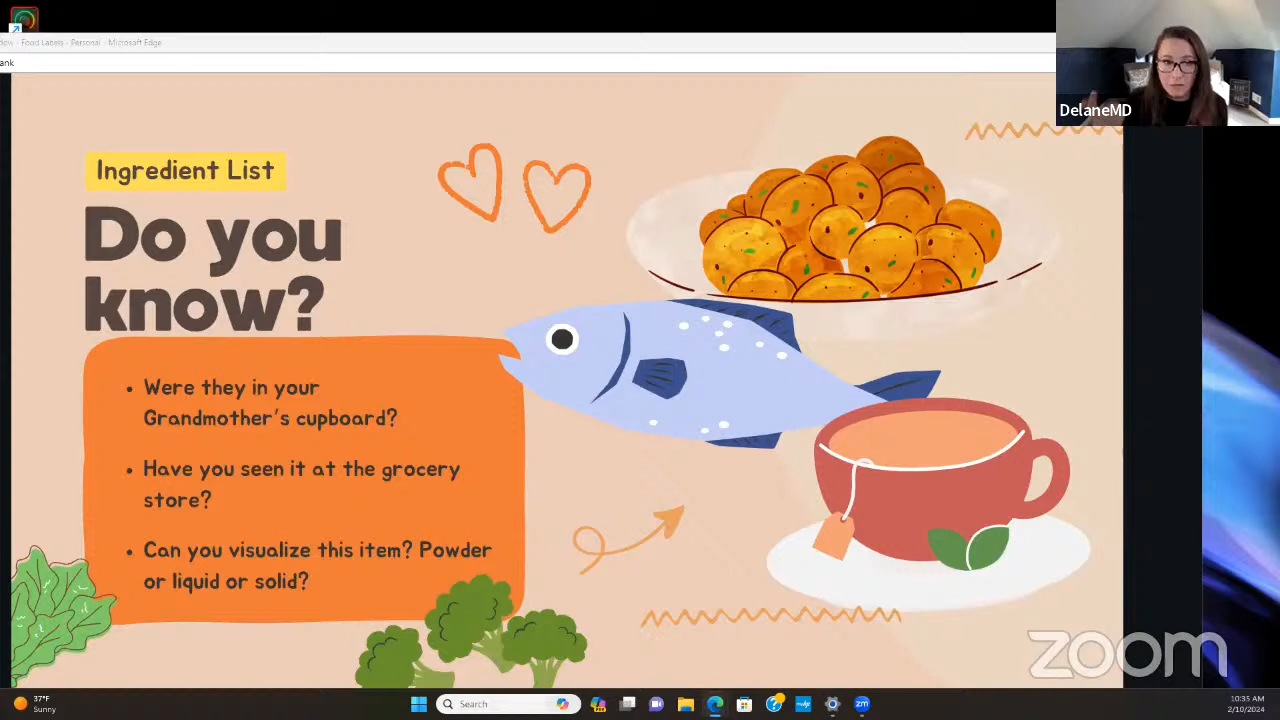 Food Labels - Personal - Microsoft Edge
DelaneMD
Ingredient List
Do you
know?
• Were they in your
Grandmother's cupboard?
• Have you seen it at the grocery
store?
• Can you visualize this item? Powder
or liquid or solid?
zoom
37°F
Sunny
Search
zm
10:35 AM
2/10/2024